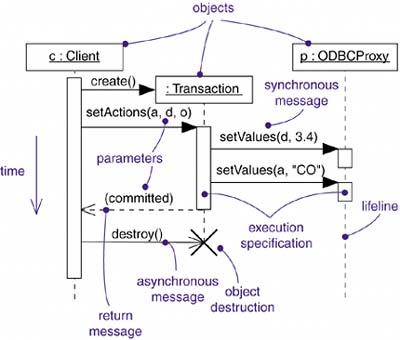 objects
c : Client
p : ODBCProxy
create()
: Transaction
setActions(a, d, o)
synchronous
message
setValues(d, 3.4)
time
parameters
setValues(a, "CO")
(committed)
execution
specification
lifeline
destroy()
asynchronous
message
object
destruction
return
message